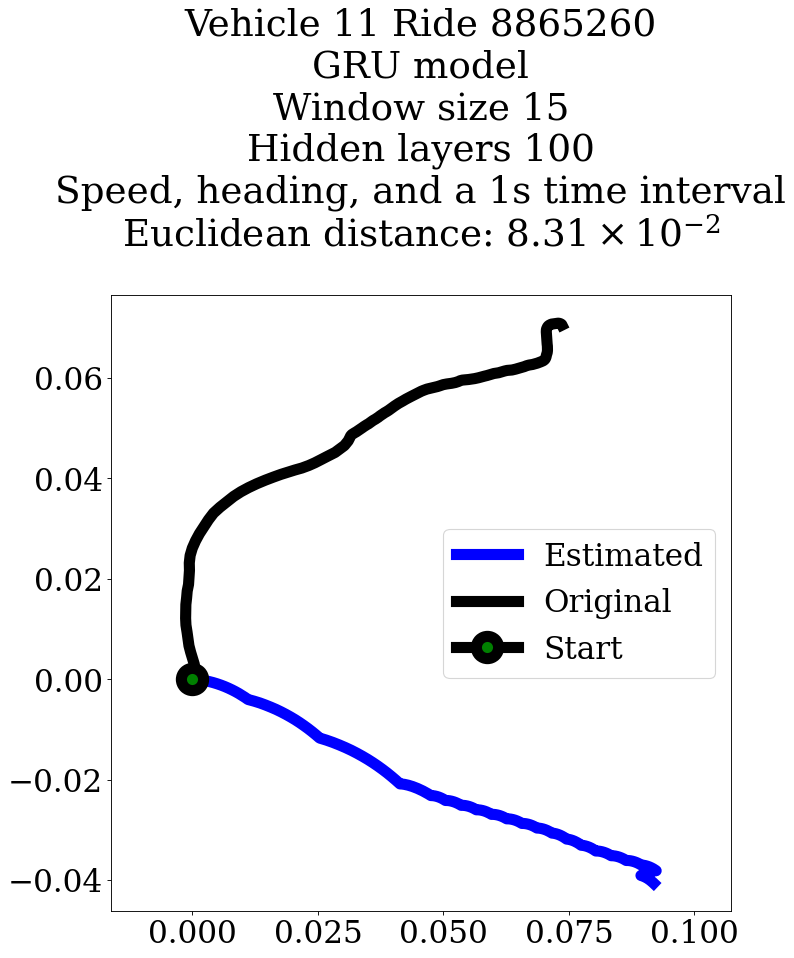 Vehicle 11 Ride 8865260
GRU model
Window size 15
Hidden layers 100
Speed, heading, and a 1s time interval
Euclidean distance: 8.31 × 10⁻²
0.06
0.04
0.02
0.00
−0.02
−0.04
Estimated
Original
Start
0.000 0.025 0.050 0.075 0.100